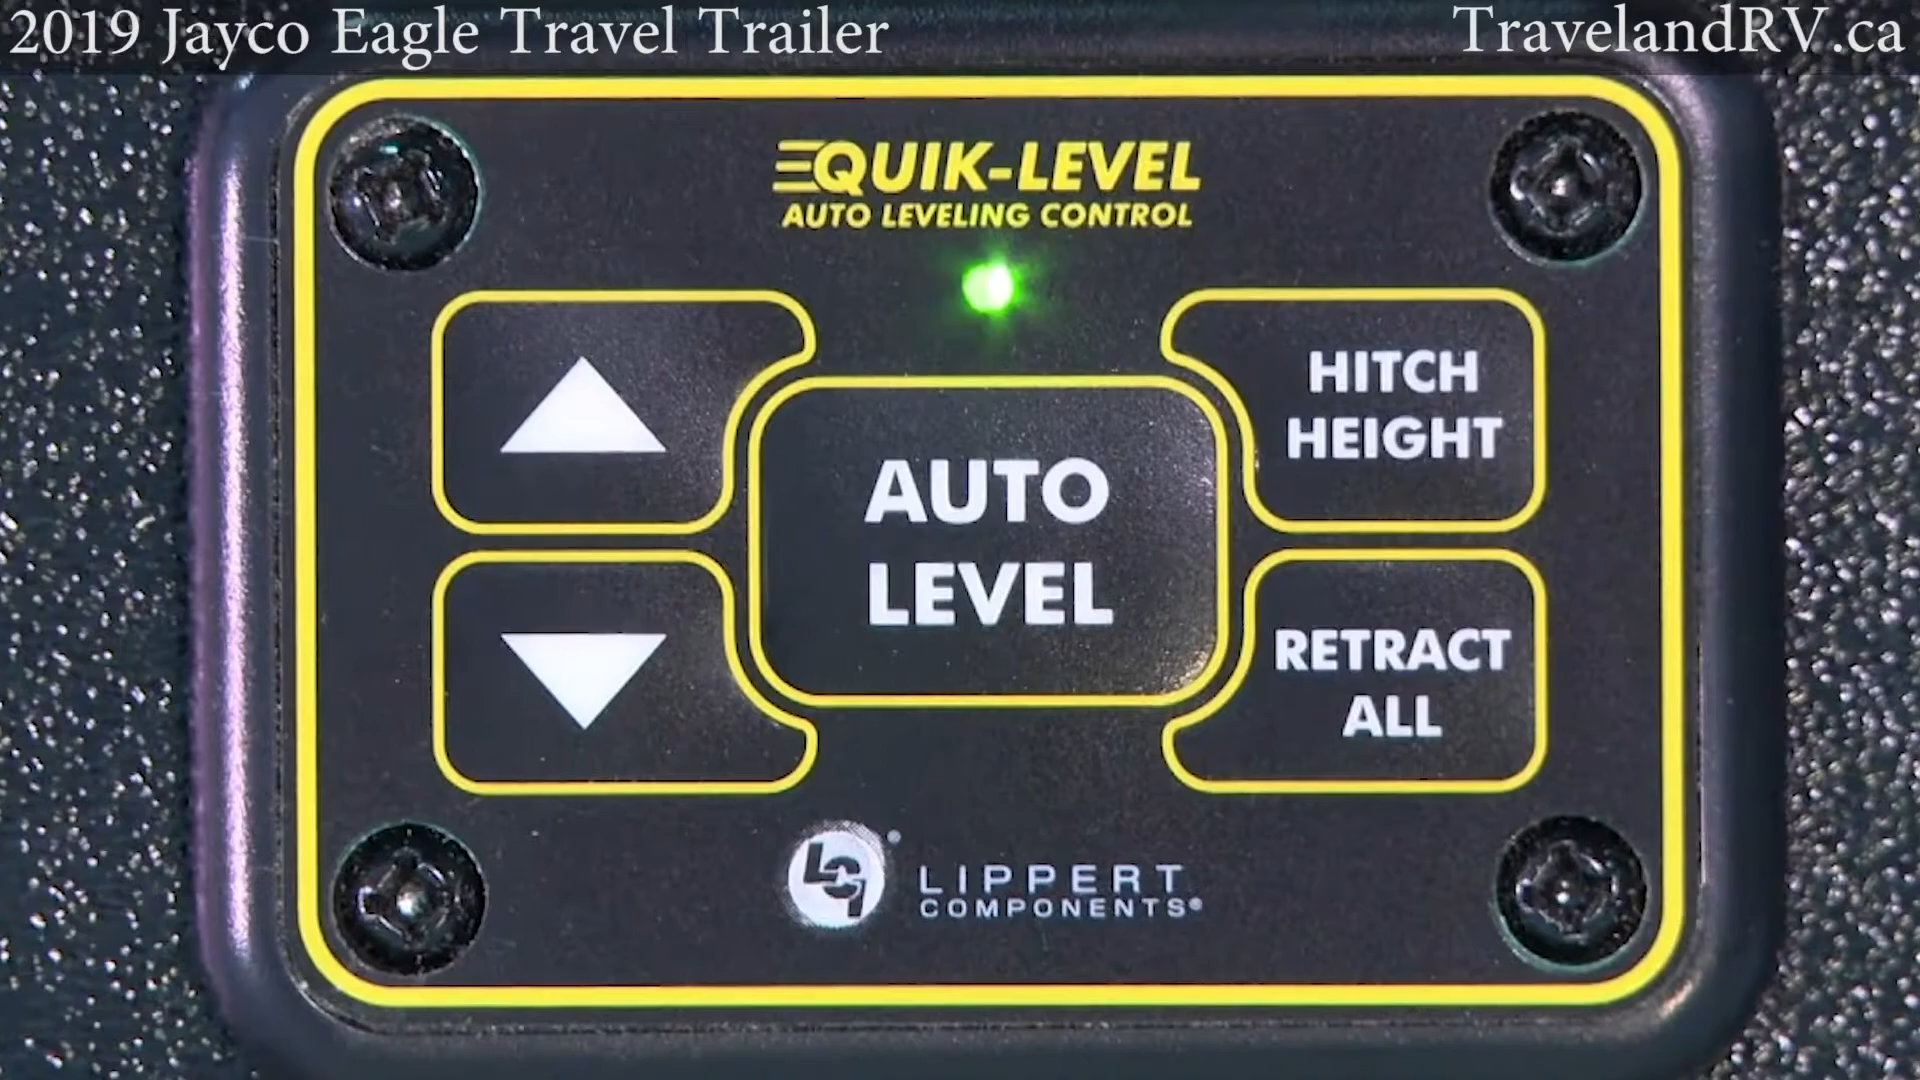 2019 Jayco Eagle Travel Trailer
TravelandRV.ca
QUIK-LEVEL
AUTO LEVELING CONTROL
HITCH
HEIGHT
AUTO
LEVEL
RETRACT
ALL
LCI
LIPPERT
COMPONENTS®